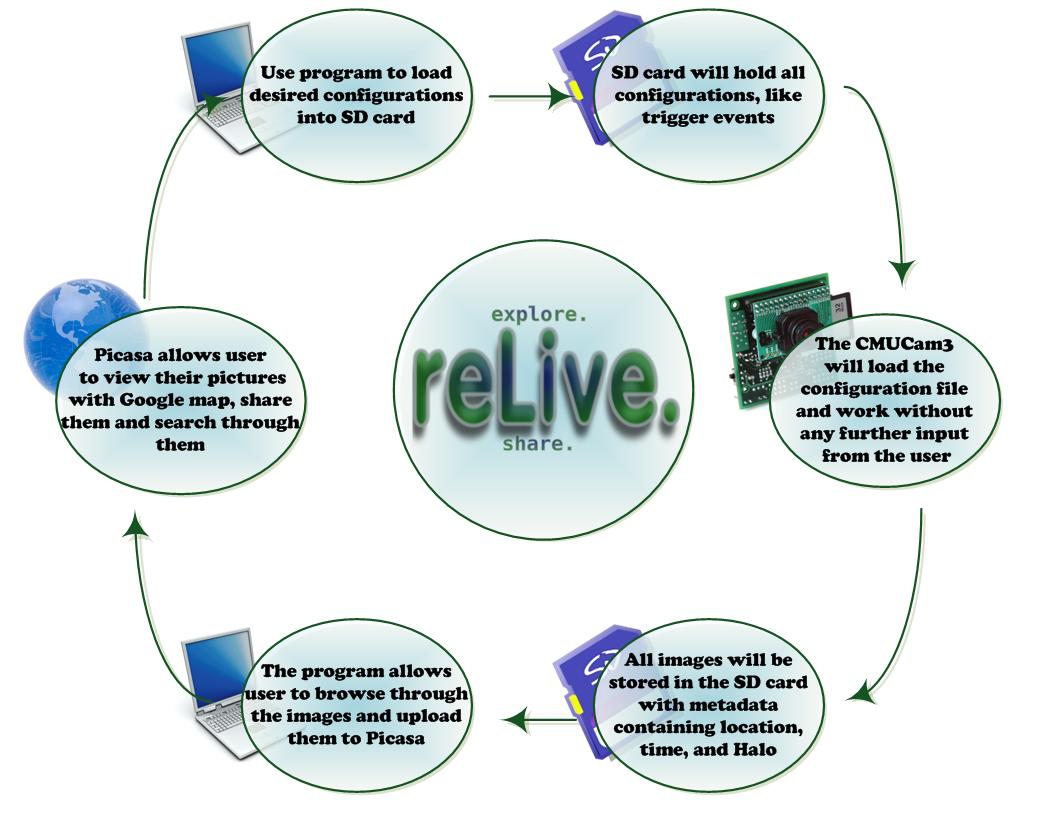 Use program to load
desired configurations
into SD card
SD card will hold all
configurations, like
trigger events
The CMUCam3
will load the
configuration file
and work without
any further input
from the user
All images will be
stored in the SD card
with metadata
containing location,
time, and Halo
The program allows
user to browse through
the images and upload
them to Picasa
Picasa allows user
to view their pictures
with Google map, share
them and search through
them
explore.
reLive.
share.